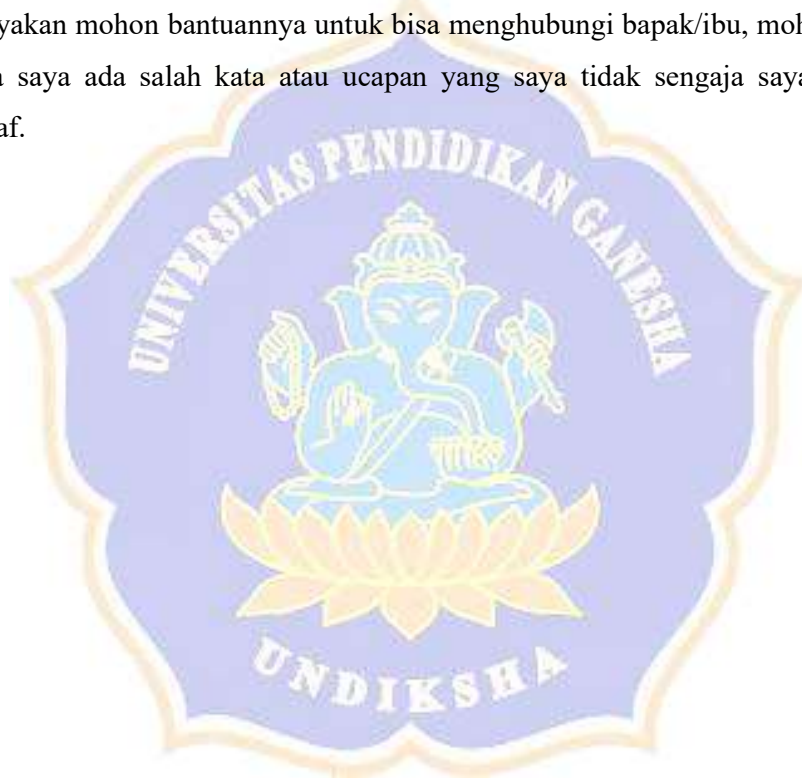 yakan mohon bantuannya untuk bisa menghubungi bapak/ibu, moh
saya ada salah kata atau ucapan yang saya tidak sengaja saya
af.
UNIVERSITAS PENDIDIKAN GANESHA
UNDIKSHA